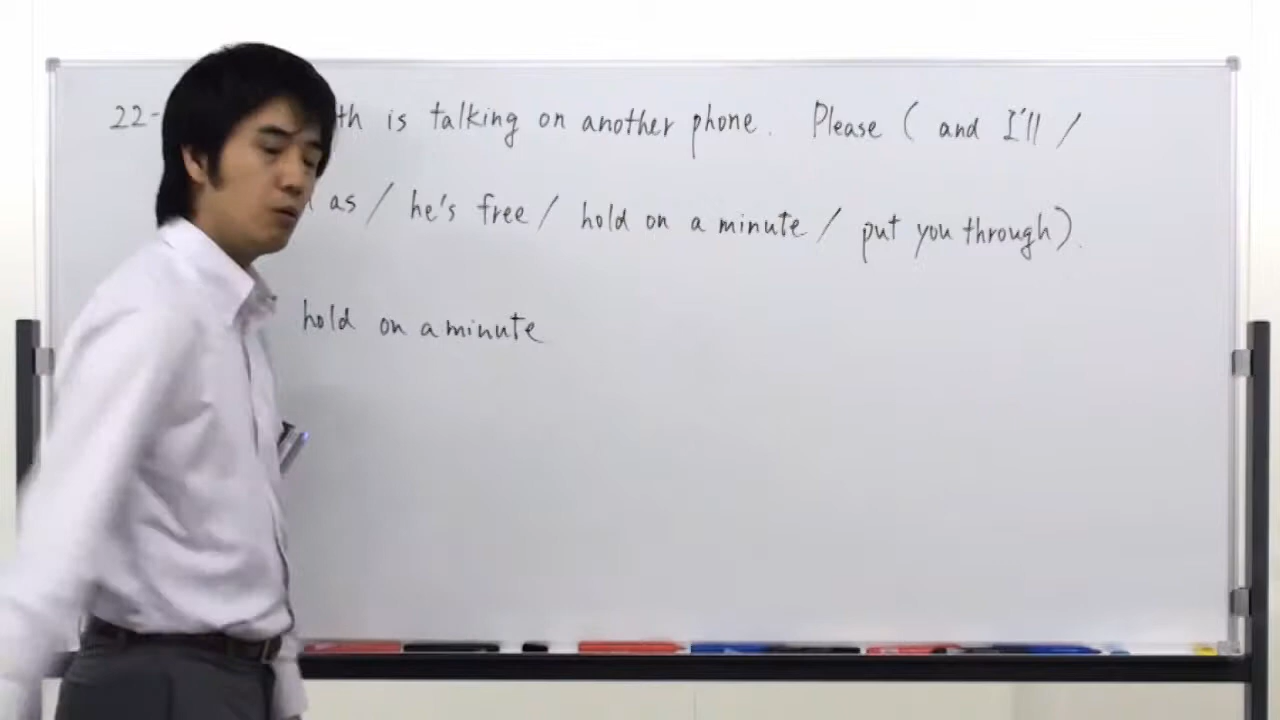 22- th is talking on another phone. Please ( and I'll /
as / he's free / hold on a minute / put you through).
hold on a minute